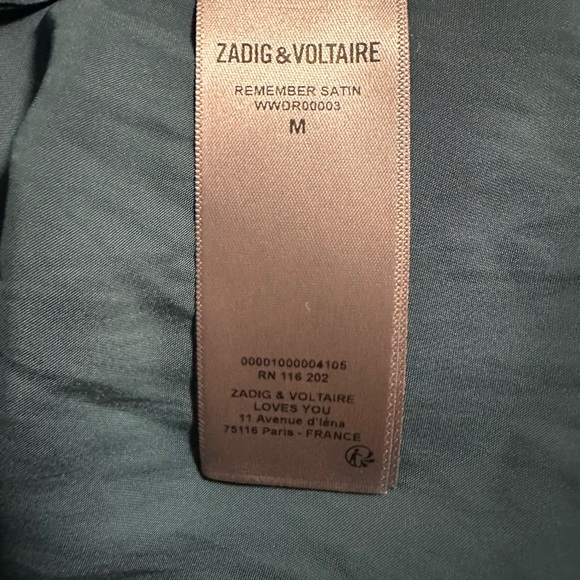 ZADIG & VOLTAIRE
REMEMBER SATIN
WWDR00003
M
00001000004105
RN 116 202
ZADIG & VOLTAIRE
LOVES YOU
11 Avenue d'Iéna
75116 Paris - FRANCE